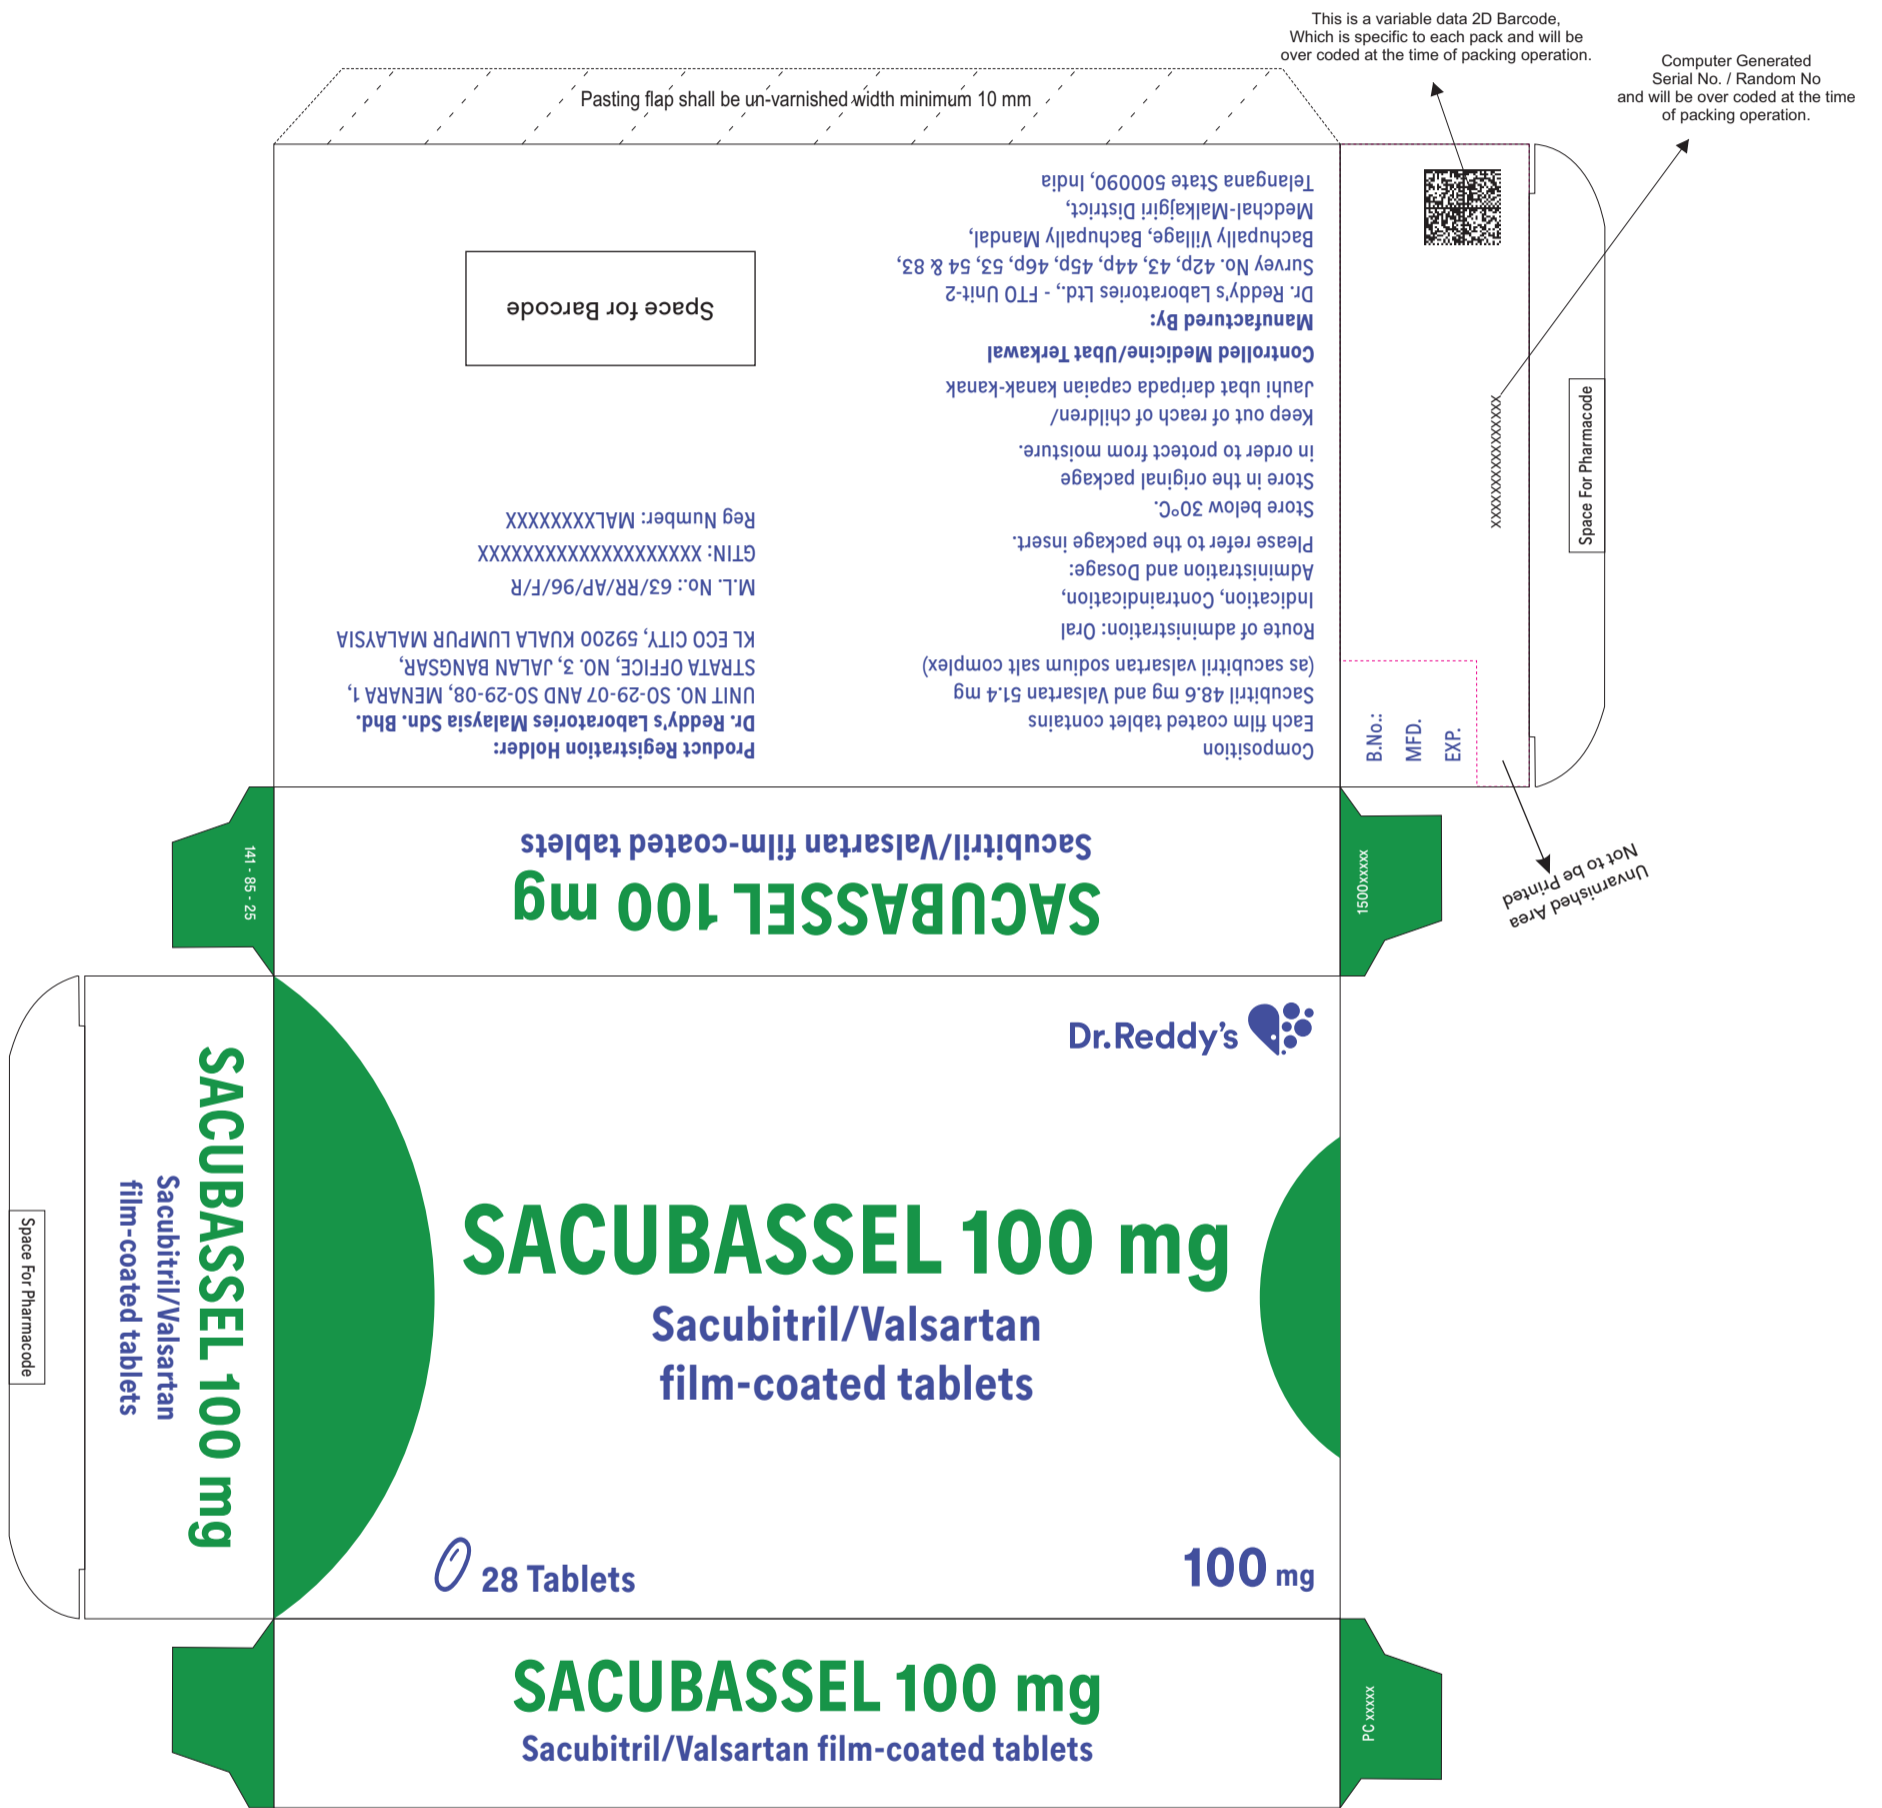 This is a variable data 2D Barcode,
Which is specific to each pack and will be
over coded at the time of packing operation.
Computer Generated
Serial No. / Random No
and will be over coded at the time
of packing operation.
Pasting flap shall be un-varnished width minimum 10 mm
Composition
Each film coated tablet contains
Sacubitril 48.6 mg and Valsartan 51.4 mg
(as sacubitril valsartan sodium salt complex)
Route of administration: Oral
Indication, Contraindication,
Administration and Dosage:
Please refer to the package insert.
Store below 30°C.
Store in the original package
in order to protect from moisture.
Keep out of reach of children/
Jauhi ubat daripada capaian kanak-kanak
Controlled Medicine/Ubat Terkawal
Manufactured By:
Dr. Reddy's Laboratories Ltd., - FTO Unit-2
Survey No. 42p, 43, 44p, 45p, 46p, 53, 54 & 83,
Bachupally Village, Bachupally Mandal,
Medchal-Malkajgiri District,
Telangana State 500090, India
Product Registration Holder:
Dr. Reddy's Laboratories Malaysia Sdn. Bhd.
UNIT NO. SO-29-07 AND SO-29-08, MENARA 1,
STRATA OFFICE, NO. 3, JALAN BANGSAR,
KL ECO CITY, 59200 KUALA LUMPUR MALAYSIA
M.L. No.: 63/RR/AP/96/F/R
GTIN: XXXXXXXXXXXXXXXXXXXX
Reg Number: MALXXXXXXXXX
Space for Barcode
XXXXXXXXXXXXXXXXX
Space For Pharmacode
B.No.:
MFD.
EXP.
Unvarnished Area
Not to be Printed
141 - 85 - 25
SACUBASSEL 100 mg
Sacubitril/Valsartan film-coated tablets
1500xxxxx
Space For Pharmacode
SACUBASSEL 100 mg
Sacubitril/Valsartan
film-coated tablets
Dr.Reddy's
SACUBASSEL 100 mg
Sacubitril/Valsartan
film-coated tablets
28 Tablets
100 mg
SACUBASSEL 100 mg
Sacubitril/Valsartan film-coated tablets
PC xxxxx